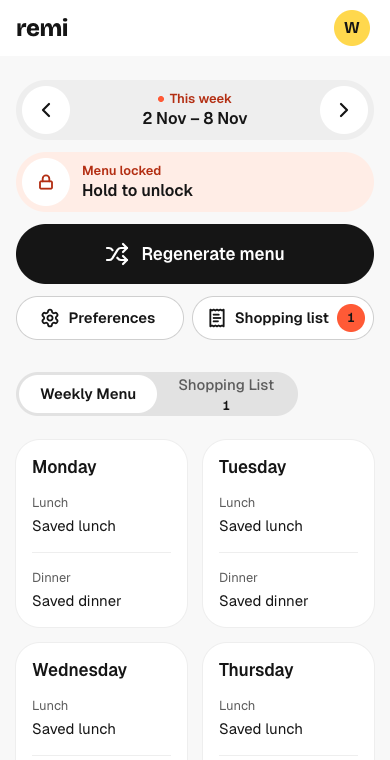 remi
W
This week
2 Nov – 8 Nov
Menu locked
Hold to unlock
Regenerate menu
Preferences
Shopping list 1
Weekly Menu
Shopping List
1
Monday
Lunch
Saved lunch
Dinner
Saved dinner
Tuesday
Lunch
Saved lunch
Dinner
Saved dinner
Wednesday
Lunch
Saved lunch
Thursday
Lunch
Saved lunch